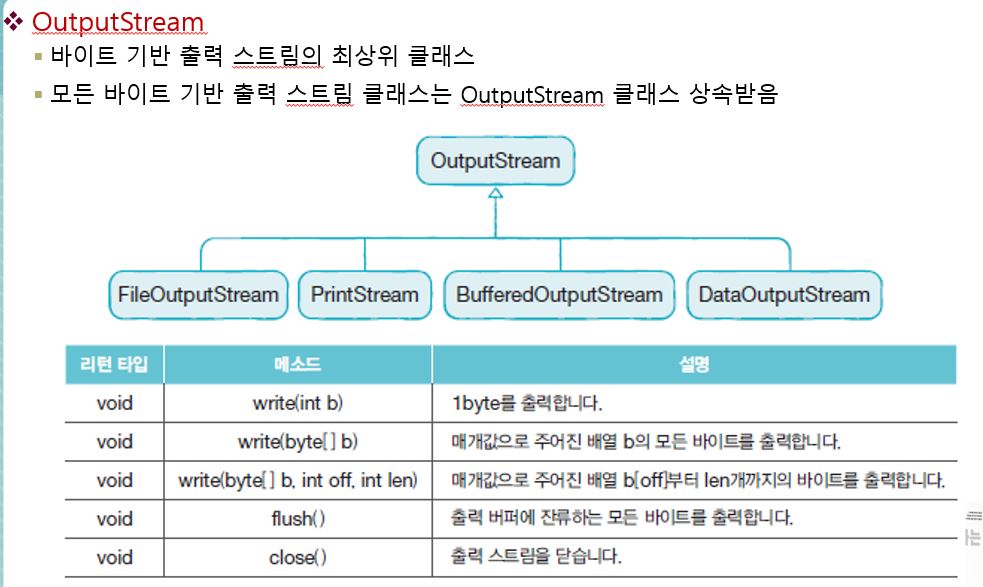 OutputStream
바이트 기반 출력 스트림의 최상위 클래스
모든 바이트 기반 출력 스트림 클래스는 OutputStream 클래스 상속받음
OutputStream
FileOutputStream PrintStream BufferedOutputStream DataOutputStream
리턴 타입 메소드 설명
void write(int b) 1byte를 출력합니다.
void write(byte[] b) 매개값으로 주어진 배열 b의 모든 바이트를 출력합니다.
void write(byte[] b, int off, int len) 매개값으로 주어진 배열 b[off]부터 len개까지의 바이트를 출력합니다.
void flush() 출력 버퍼에 잔류하는 모든 바이트를 출력합니다.
void close() 출력 스트림을 닫습니다.